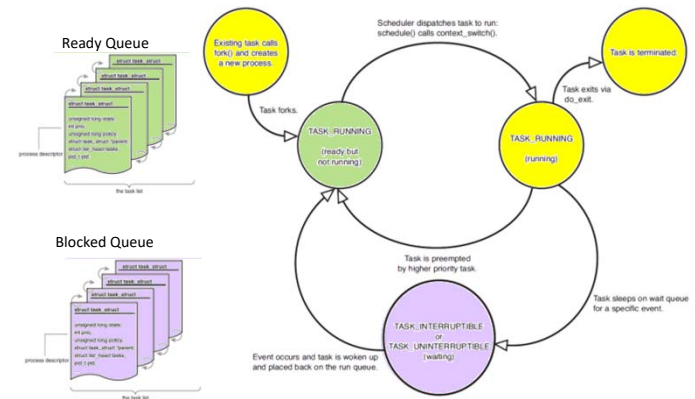 Ready Queue
struct task_struct
struct task_struct
struct task_struct
struct task_struct
unsigned long state;
int prio;
unsigned long policy;
struct task_struct *parent;
struct list_head tasks;
pid_t pid;
process descriptor
the task list
Blocked Queue
struct task_struct
struct task_struct
struct task_struct
struct task_struct
unsigned long state;
int prio;
unsigned long policy;
struct task_struct *parent;
struct list_head tasks;
pid_t pid;
process descriptor
the task list
Existing task calls
fork() and creates
a new process.
Scheduler dispatches task to run:
schedule() calls context_switch().
Task is terminated.
Task forks.
Task exits via
do_exit.
TASK_RUNNING
(ready but
not running)
TASK_RUNNING
(running)
Task is preempted
by higher priority task.
TASK_INTERRUPTIBLE
or
TASK_UNINTERRUPTIBLE
(waiting)
Task sleeps on wait queue
for a specific event.
Event occurs and task is woken up
and placed back on the run queue.